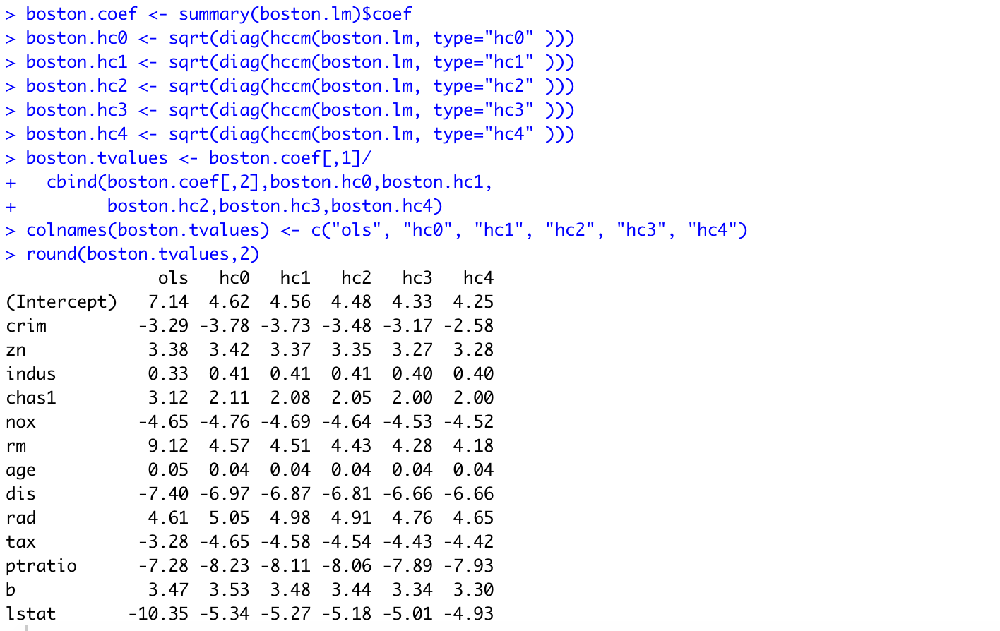 > boston.coef <- summary(boston.lm)$coef
> boston.hc0 <- sqrt(diag(hccm(boston.lm, type="hc0" )))
> boston.hc1 <- sqrt(diag(hccm(boston.lm, type="hc1" )))
> boston.hc2 <- sqrt(diag(hccm(boston.lm, type="hc2" )))
> boston.hc3 <- sqrt(diag(hccm(boston.lm, type="hc3" )))
> boston.hc4 <- sqrt(diag(hccm(boston.lm, type="hc4" )))
> boston.tvalues <- boston.coef[,1]/
+   cbind(boston.coef[,2],boston.hc0,boston.hc1,
+         boston.hc2,boston.hc3,boston.hc4)
> colnames(boston.tvalues) <- c("ols", "hc0", "hc1", "hc2", "hc3", "hc4")
> round(boston.tvalues,2)
               ols   hc0   hc1   hc2   hc3   hc4
(Intercept)   7.14  4.62  4.56  4.48  4.33  4.25
crim         -3.29 -3.78 -3.73 -3.48 -3.17 -2.58
zn            3.38  3.42  3.37  3.35  3.27  3.28
indus         0.33  0.41  0.41  0.41  0.40  0.40
chas1         3.12  2.11  2.08  2.05  2.00  2.00
nox          -4.65 -4.76 -4.69 -4.64 -4.53 -4.52
rm            9.12  4.57  4.51  4.43  4.28  4.18
age           0.05  0.04  0.04  0.04  0.04  0.04
dis          -7.40 -6.97 -6.87 -6.81 -6.66 -6.66
rad           4.61  5.05  4.98  4.91  4.76  4.65
tax          -3.28 -4.65 -4.58 -4.54 -4.43 -4.42
ptratio      -7.28 -8.23 -8.11 -8.06 -7.89 -7.93
b             3.47  3.53  3.48  3.44  3.34  3.30
lstat       -10.35 -5.34 -5.27 -5.18 -5.01 -4.93